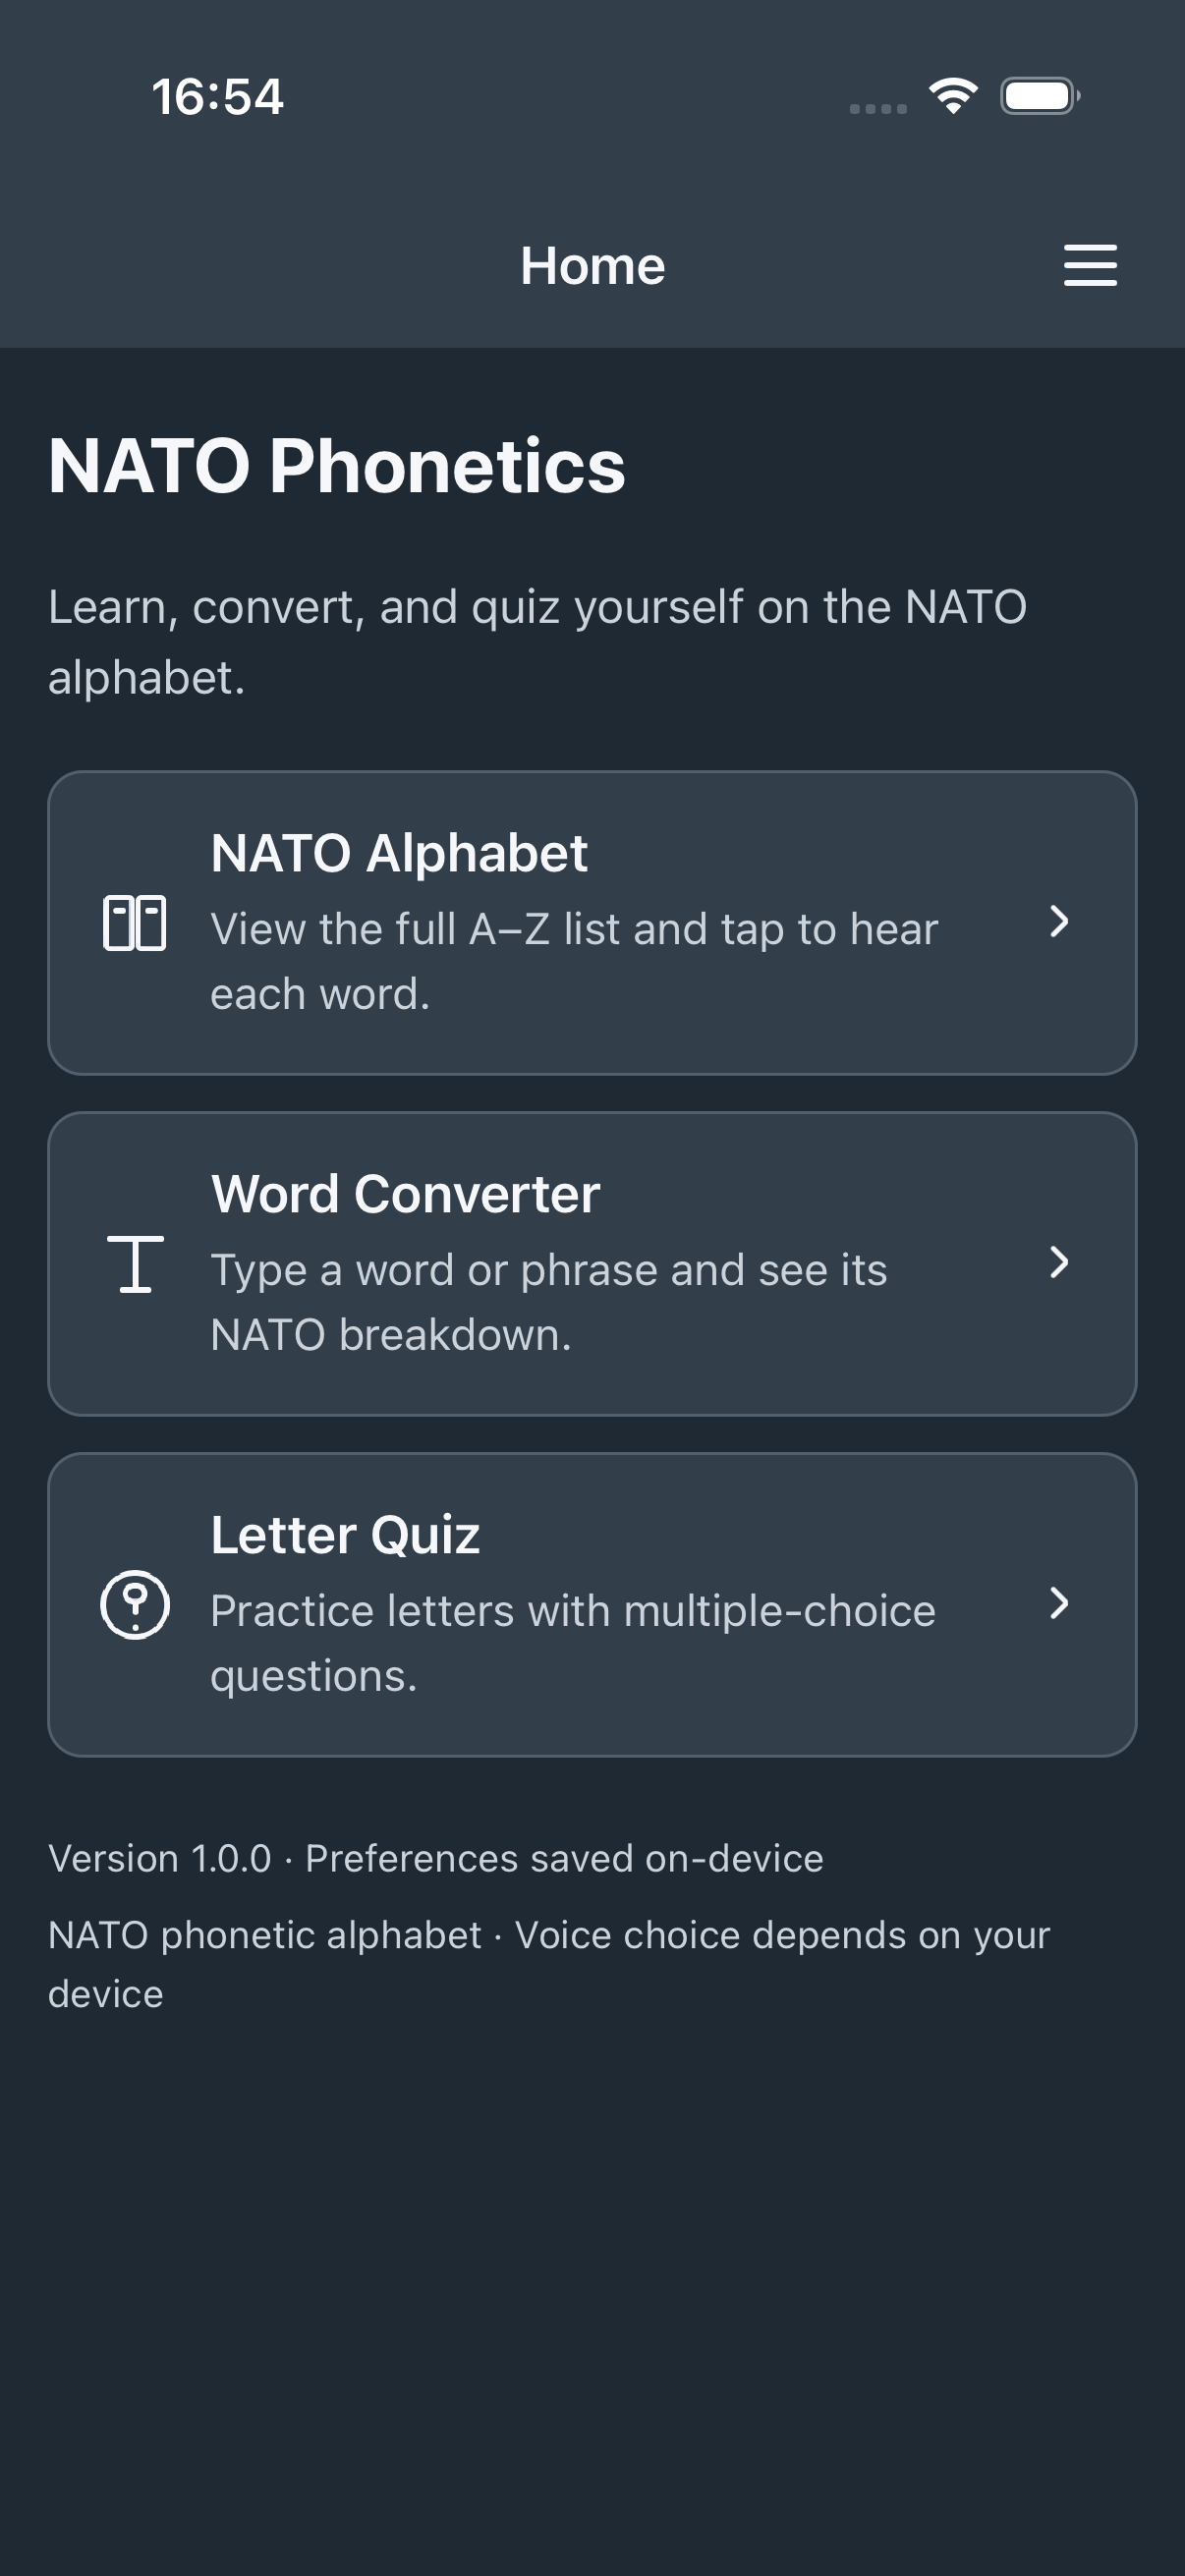 16:54
Home
NATO Phonetics
Learn, convert, and quiz yourself on the NATO
alphabet.
NATO Alphabet
View the full A–Z list and tap to hear
each word.
Word Converter
Type a word or phrase and see its
NATO breakdown.
Letter Quiz
Practice letters with multiple-choice
questions.
Version 1.0.0 · Preferences saved on-device
NATO phonetic alphabet · Voice choice depends on your
device